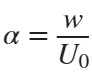 α = w / U₀